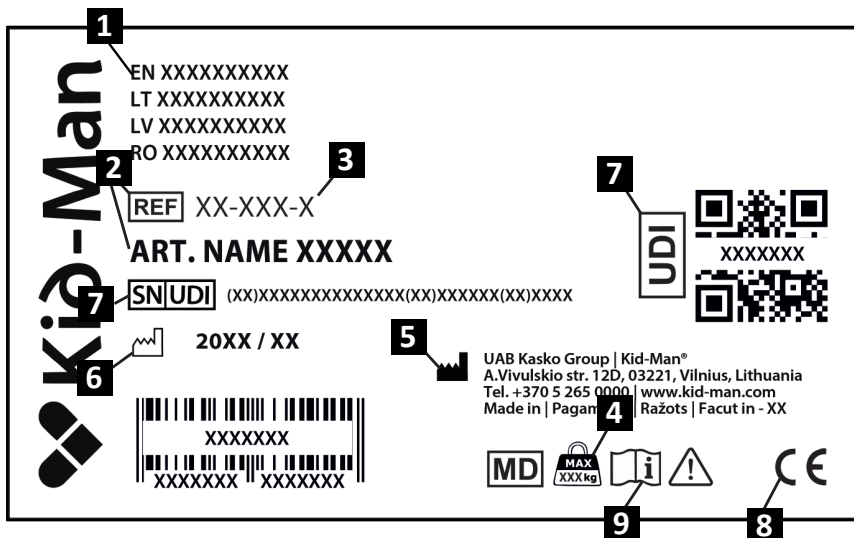 1
EN XXXXXXXXXX
LT XXXXXXXXXX
LV XXXXXXXXXX
RO XXXXXXXXXX
2
3
REF XX-XXX-X
ART. NAME XXXXX
7
SN UDI (XX)XXXXXXXXXXXXXX(XX)XXXXXX(XX)XXXX
6
20XX / XX
Kid-Man
XXXXXXX
XXXXXXX XXXXXXX
7
UDI
XXXXXXX
5
UAB Kasko Group | Kid-Man®
A.Vivulskio str. 12D, 03221, Vilnius, Lithuania
Tel. +370 5 265 0000 | www.kid-man.com
Made in | Ražots | Facut in - XX
4
MD
MAX
XXX kg
i
CE
9
8